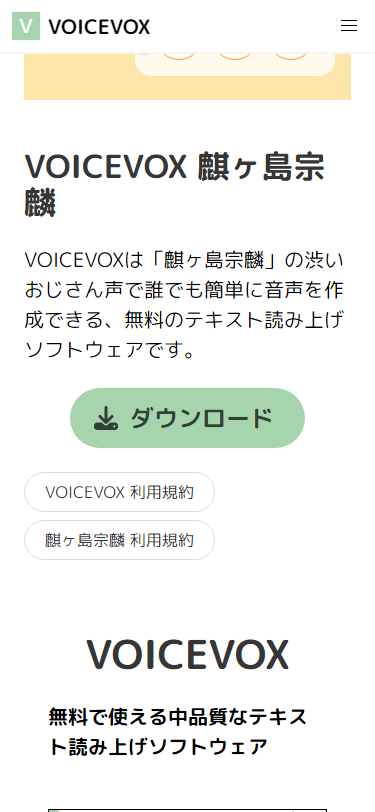 V VOICEVOX
VOICEVOX 麒ヶ島宗
麟
VOICEVOXは「麒ヶ島宗麟」の渋い
おじさん声で誰でも簡単に音声を作
成できる、無料のテキスト読み上げ
ソフトウェアです。
ダウンロード
VOICEVOX 利用規約
麒ヶ島宗麟 利用規約
VOICEVOX
無料で使える中品質なテキス
ト読み上げソフトウェア